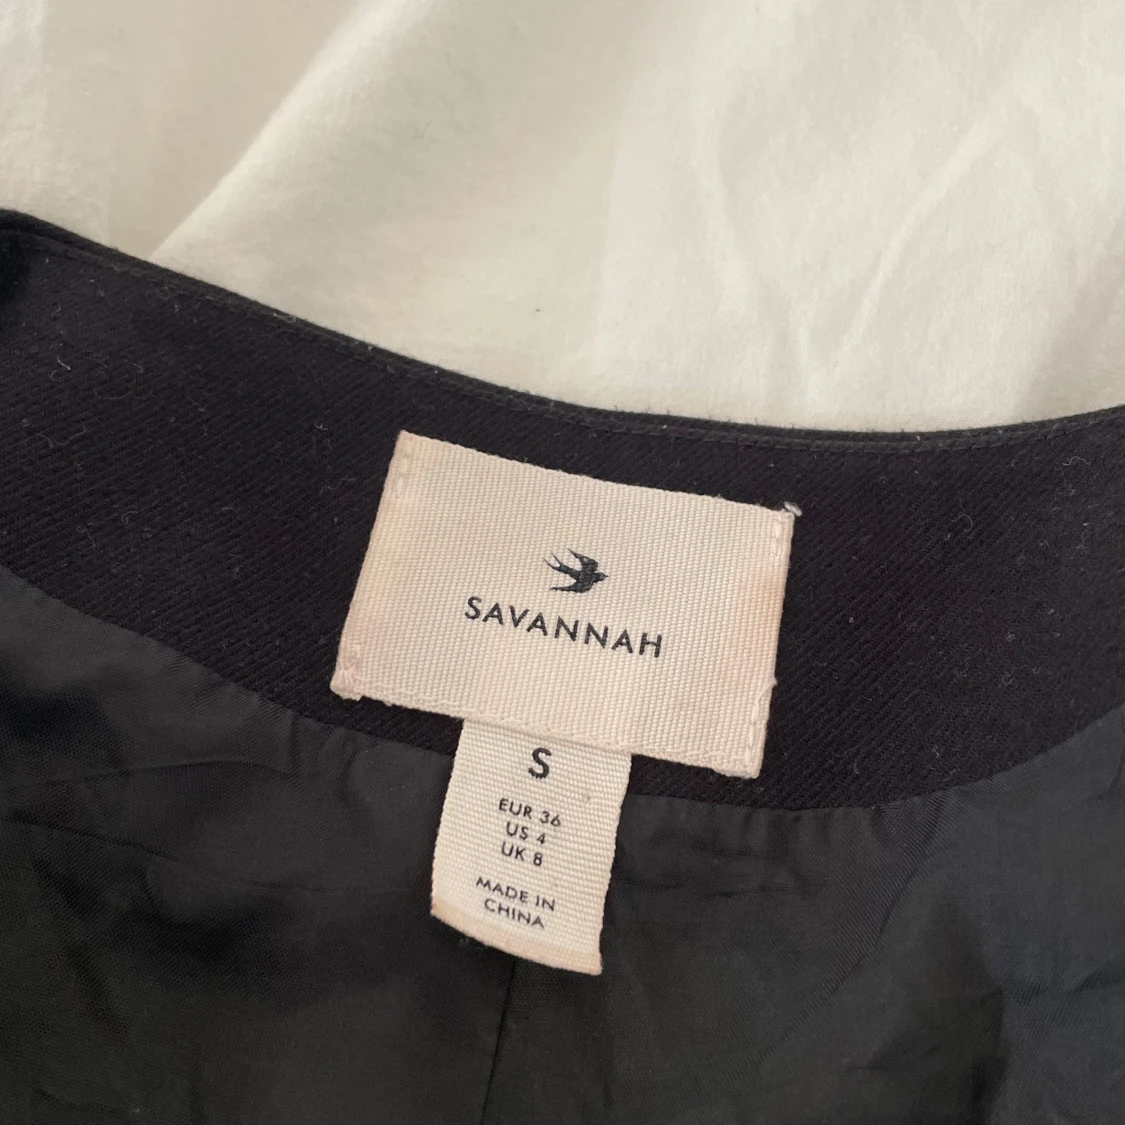 SAVANNAH
S
EUR 36
US 4
UK 8
MADE IN
CHINA